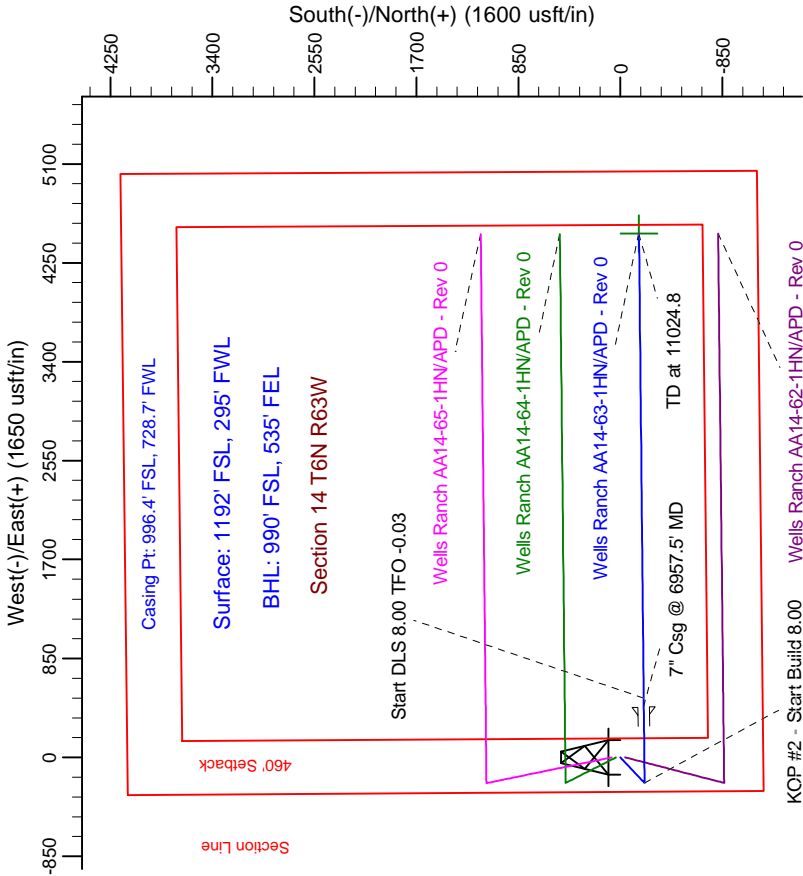 South(-)/North(+) (1600 usft/in)
4250
3400
2550
1700
850
0
-850
West(-)/East(+) (1650 usft/in)
5100
4250
3400
2550
1700
850
0
-850
Casing Pt: 996.4' FSL, 728.7' FWL
Surface: 1192' FSL, 295' FWL
BHL: 990' FSL, 535' FEL
Section 14 T6N R63W
Wells Ranch AA14-65-1HN/APD - Rev 0
Wells Ranch AA14-64-1HN/APD - Rev 0
Wells Ranch AA14-63-1HN/APD - Rev 0
Wells Ranch AA14-62-1HN/APD - Rev 0
TD at 11024.8
Start DLS 8.00 TFO -0.03
7" Csg @ 6957.5' MD
KOP #2 - Start Build 8.00
460' Setback
Section Line